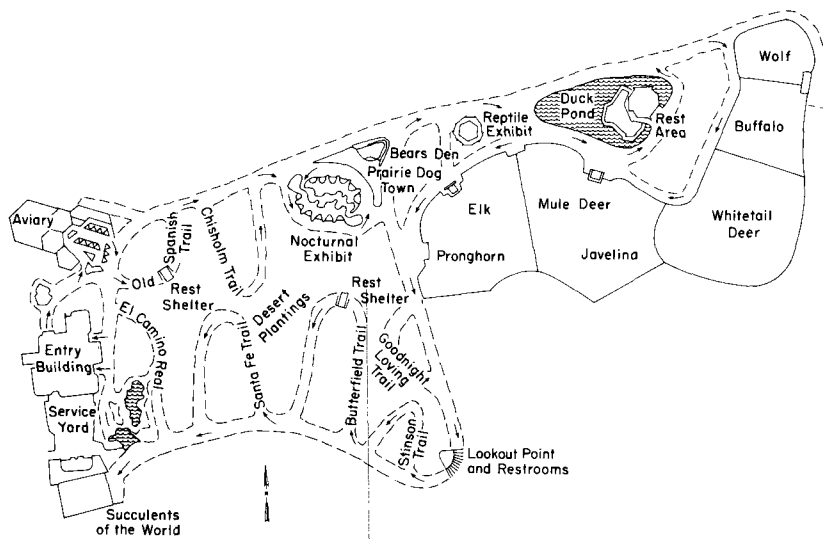 Wolf
Duck
Pond
Rest
Area
Buffalo
Reptile
Exhibit
Bears Den
Prairie Dog
Town
Elk
Mule Deer
Whitetail
Deer
Pronghorn
Javelina
Aviary
Old
Spanish
Trail
Chisholm Trail
Nocturnal
Exhibit
Rest
Shelter
Rest
Shelter
Desert
Plantings
El Camino Real
Entry
Building
Santa Fe Trail
Butterfield Trail
Goodnight
Loving
Trail
Service
Yard
Stinson
Trail
Lookout Point
and Restrooms
Succulents
of the World